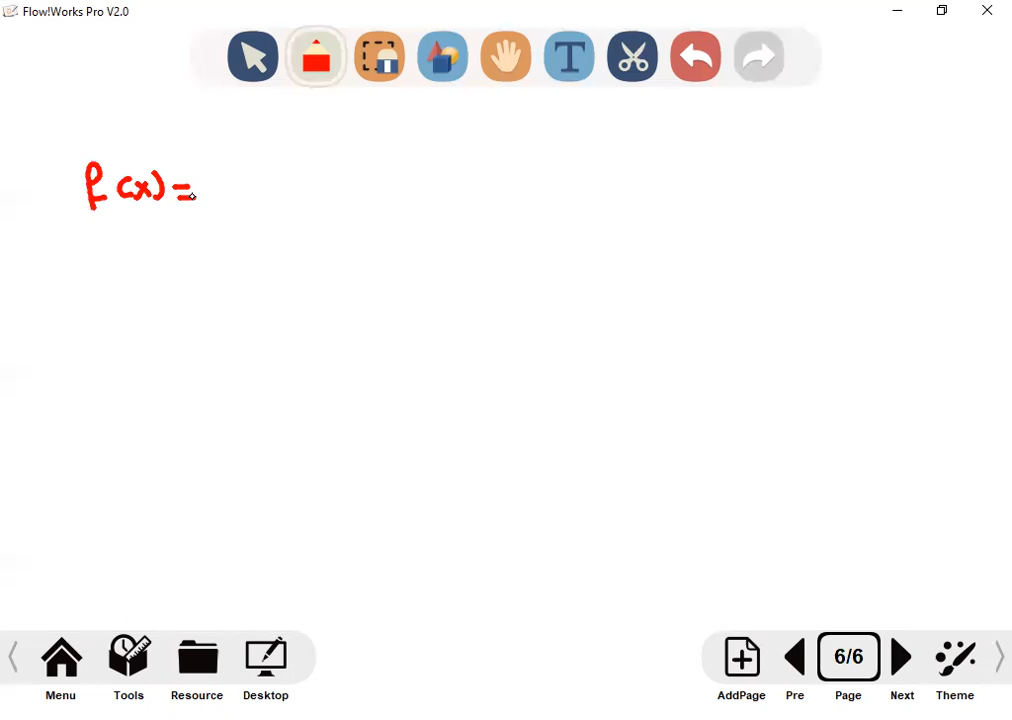 Flow!Works Pro V2.0
T
f(x)=
Menu Tools Resource Desktop
6/6
AddPage Pre Page Next Theme